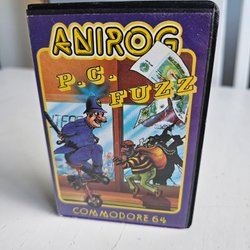 ANIROG
P.C.
FUZZ
COMMODORE 64